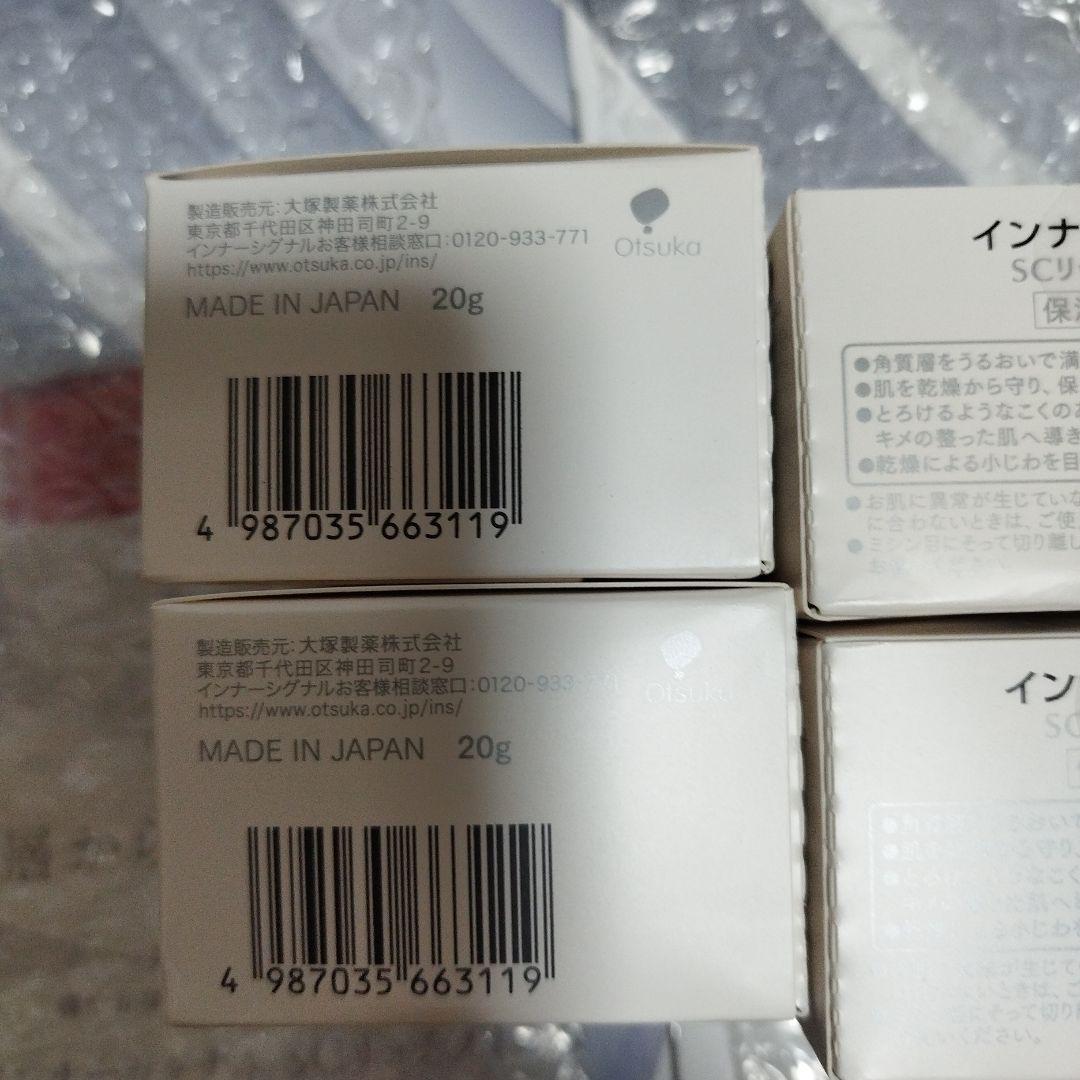 製造販売元:大塚製薬株式会社
東京都千代田区神田司町2-9
インナーシグナルお客様相談窓口:0120-933-771
https://www.otsuka.co.jp/ins/
Otsuka
MADE IN JAPAN 20g
4 987035 663119
インナ
SCリ
保
●角質層をうるおいで満
●肌を乾燥から守り、保
●とろけるようなこくのあ
キメの整った肌へ導き
●乾燥による小じわを目
●お肌に異常が生じていな
に合わないときは、ご使
●ミシン目にそって切り離し
製造販売元:大塚製薬株式会社
東京都千代田区神田司町2-9
インナーシグナルお客様相談窓口:0120-933-771
https://www.otsuka.co.jp/ins/
Otsuka
MADE IN JAPAN 20g
4 987035 663119
イン
SC